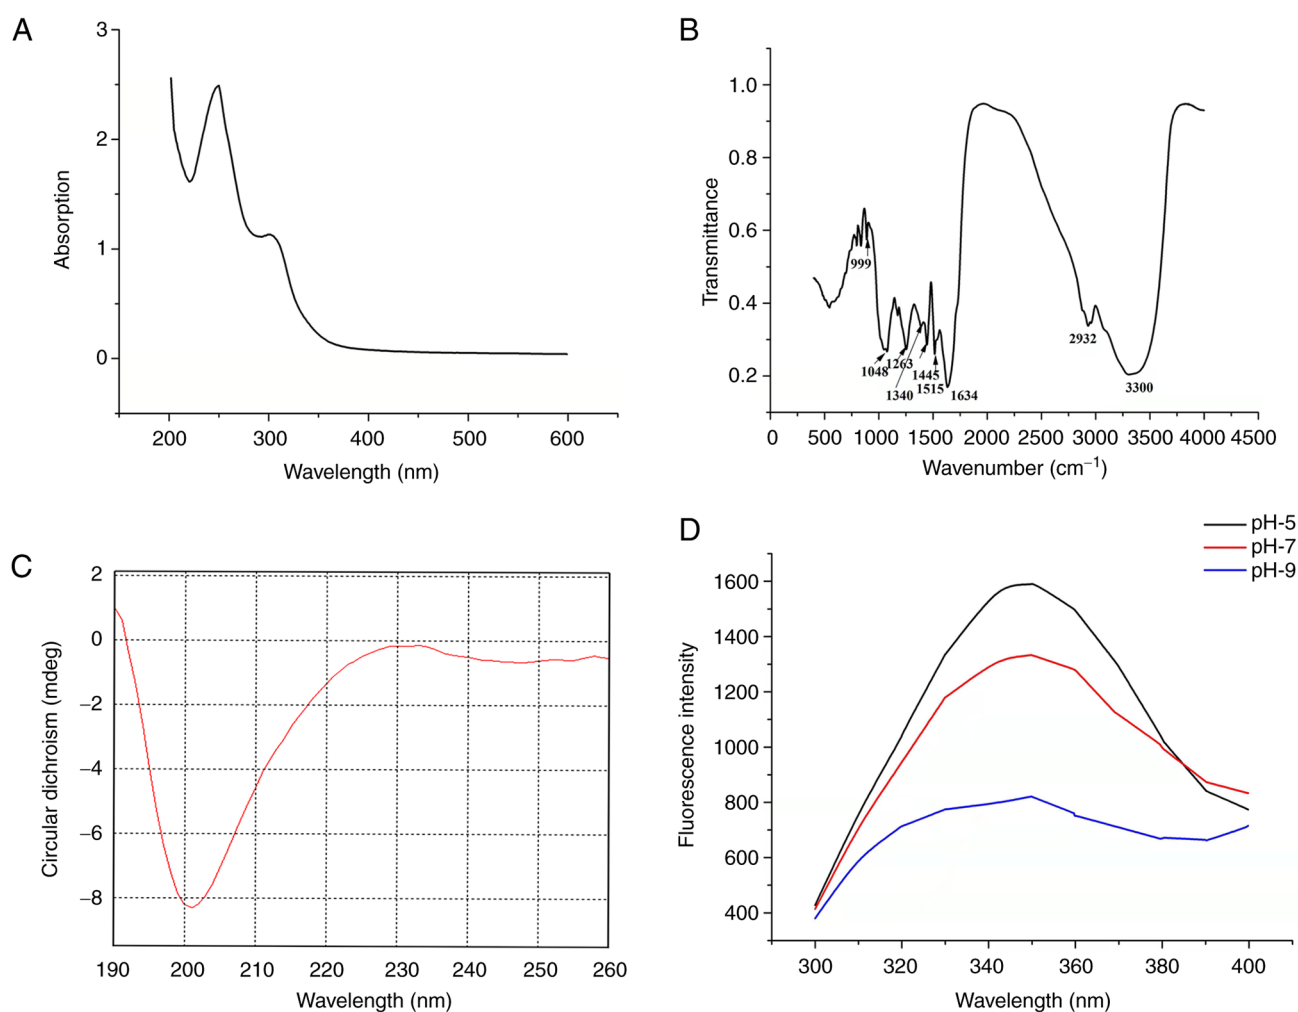 A
3
2
1
0
Absorption
200 300 400 500 600
Wavelength (nm)
B
1.0
0.8
0.6
0.4
0.2
Transmittance
999
1048
1263
1340
1445
1515
1634
2932
3300
0 500 1000 1500 2000 2500 3000 3500 4000 4500
Wavenumber (cm−1)
C
2
0
−2
−4
−6
−8
Circular dichroism (mdeg)
190 200 210 220 230 240 250 260
Wavelength (nm)
D
pH-5
pH-7
pH-9
1600
1400
1200
1000
800
600
400
Fluorescence intensity
300 320 340 360 380 400
Wavelength (nm)